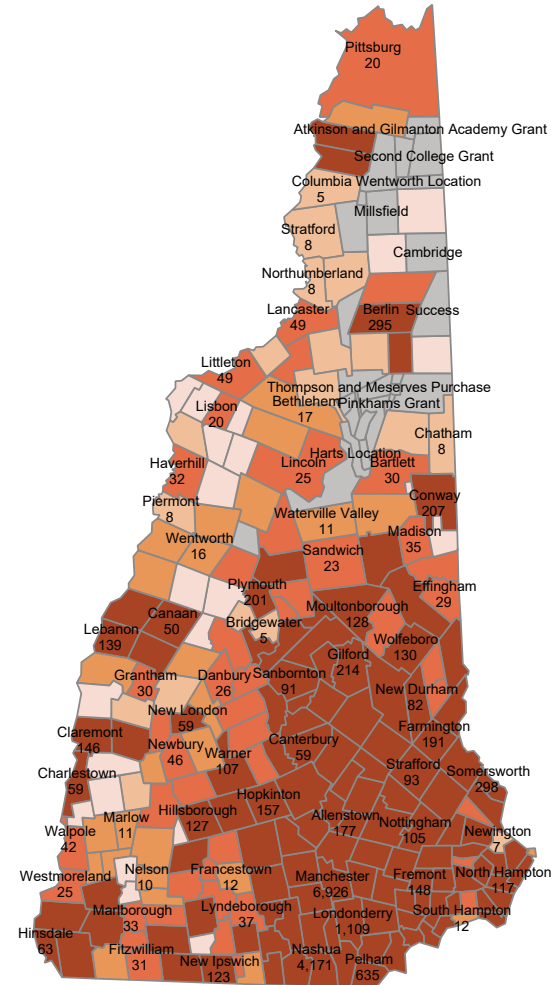 Pittsburg
20
Atkinson and Gilmanton Academy Grant
Second College Grant
Columbia
5
Wentworth Location
Millsfield
Stratford
8
Cambridge
Northumberland
8
Lancaster
49
Berlin
295
Success
Littleton
49
Thompson and Meserves Purchase
Bethlehem
17
Pinkhams Grant
Lisbon
20
Chatham
8
Harts Location
Haverhill
32
Lincoln
25
Bartlett
30
Piermont
8
Conway
207
Waterville Valley
11
Madison
35
Wentworth
16
Sandwich
23
Plymouth
201
Effingham
29
Moultonborough
128
Canaan
50
Bridgewater
5
Lebanon
139
Wolfeboro
130
Gilford
214
Grantham
30
Danbury
26
Sanbornton
91
New Durham
82
New London
59
Claremont
146
Farmington
191
Newbury
46
Warner
107
Canterbury
59
Strafford
93
Somersworth
298
Charlestown
59
Hopkinton
157
Hillsborough
127
Marlow
11
Allenstown
177
Nottingham
105
Walpole
42
Newington
7
Westmoreland
25
Nelson
10
Francestown
12
Manchester
6,926
Fremont
148
North Hampton
117
Marlborough
33
Lyndeborough
37
Londonderry
1,109
South Hampton
12
Hinsdale
63
Fitzwilliam
31
New Ipswich
123
Nashua
4,171
Pelham
635